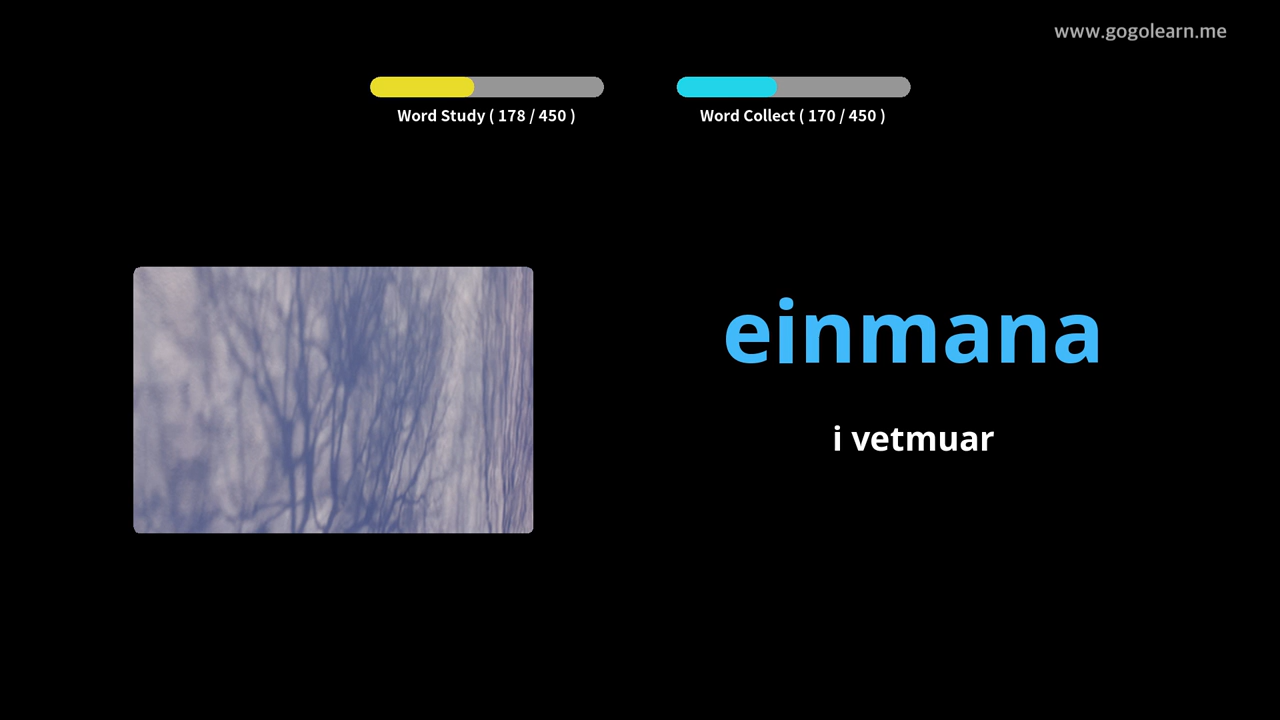 www.gogolearn.me
Word Study ( 178 / 450 )
Word Collect ( 170 / 450 )
einmana
i vetmuar